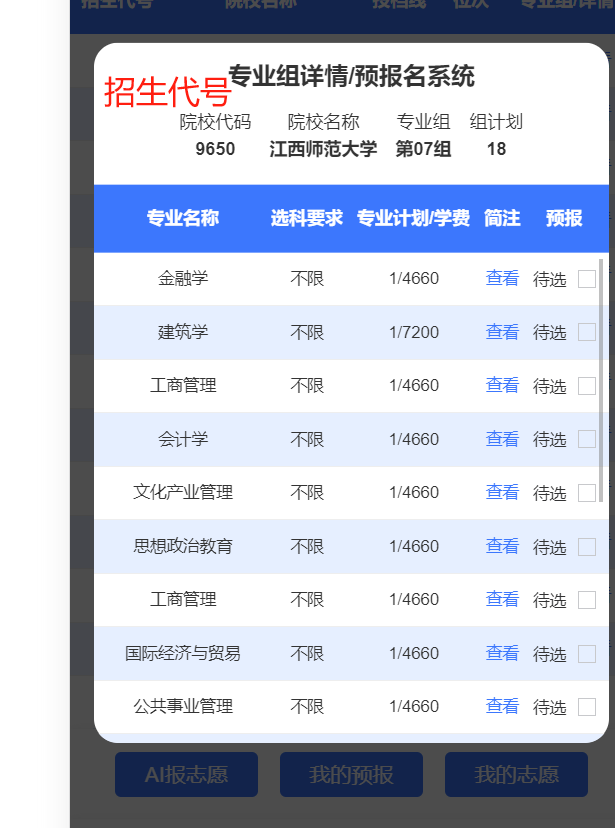 招生代号 院校名称 投档线 位次 专业组/详情
专业组详情/预报名系统
招生代号
院校代码 院校名称 专业组 组计划
9650 江西师范大学 第07组 18
专业名称 选科要求 专业计划/学费 简注 预报
金融学 不限 1/4660 查看 待选
建筑学 不限 1/7200 查看 待选
工商管理 不限 1/4660 查看 待选
会计学 不限 1/4660 查看 待选
文化产业管理 不限 1/4660 查看 待选
思想政治教育 不限 1/4660 查看 待选
工商管理 不限 1/4660 查看 待选
国际经济与贸易 不限 1/4660 查看 待选
公共事业管理 不限 1/4660 查看 待选
AI报志愿 我的预报 我的志愿